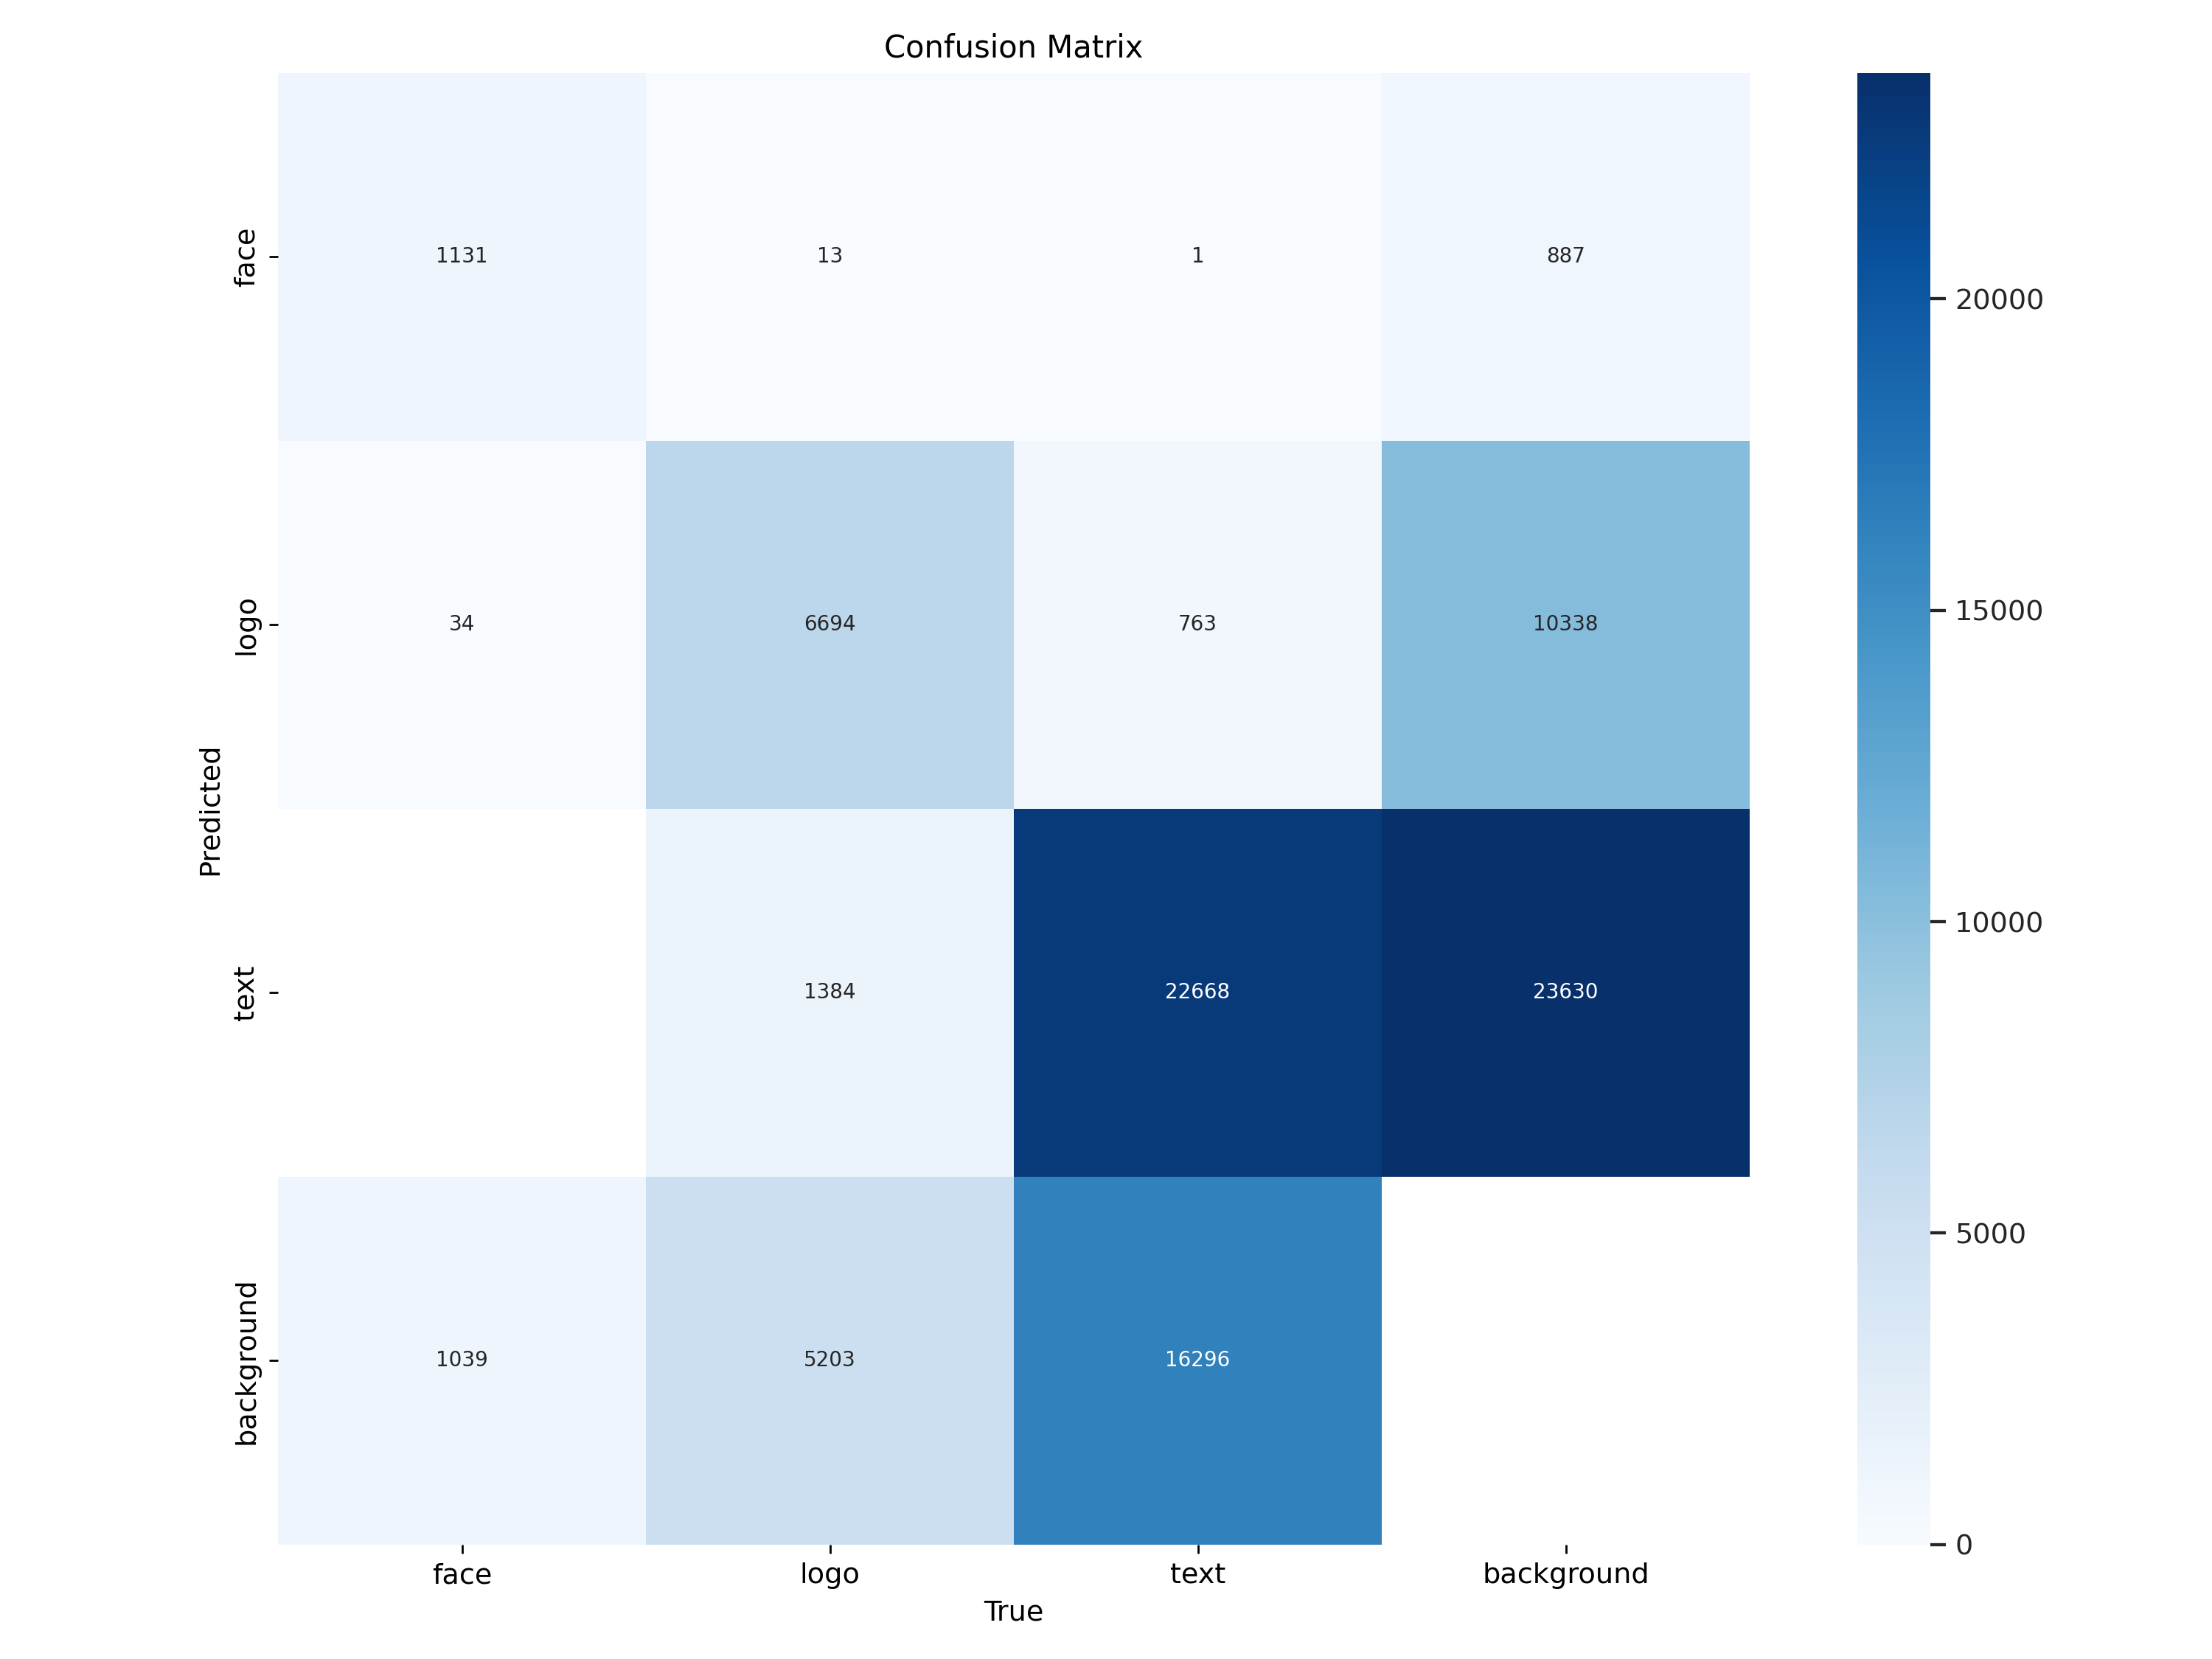 Confusion Matrix
face
1131
13
1
887
logo
34
6694
763
10338
text
1384
22668
23630
background
1039
5203
16296
Predicted
face
logo
text
background
True
20000
15000
10000
5000
0